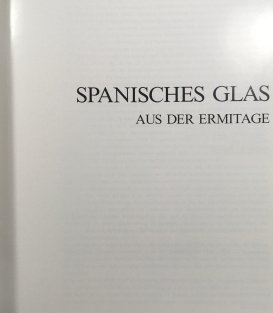 SPANISCHES GLAS
AUS DER ERMITAGE